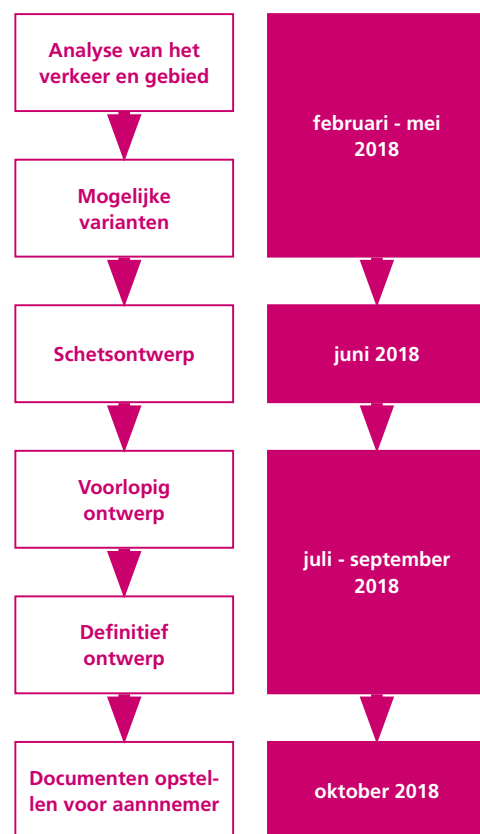 Analyse van het
verkeer en gebied
februari - mei
2018
Mogelijke
varianten
Schetsontwerp
juni 2018
Voorlopig
ontwerp
juli - september
2018
Definitief
ontwerp
Documenten opstel-
len voor aannnemer
oktober 2018